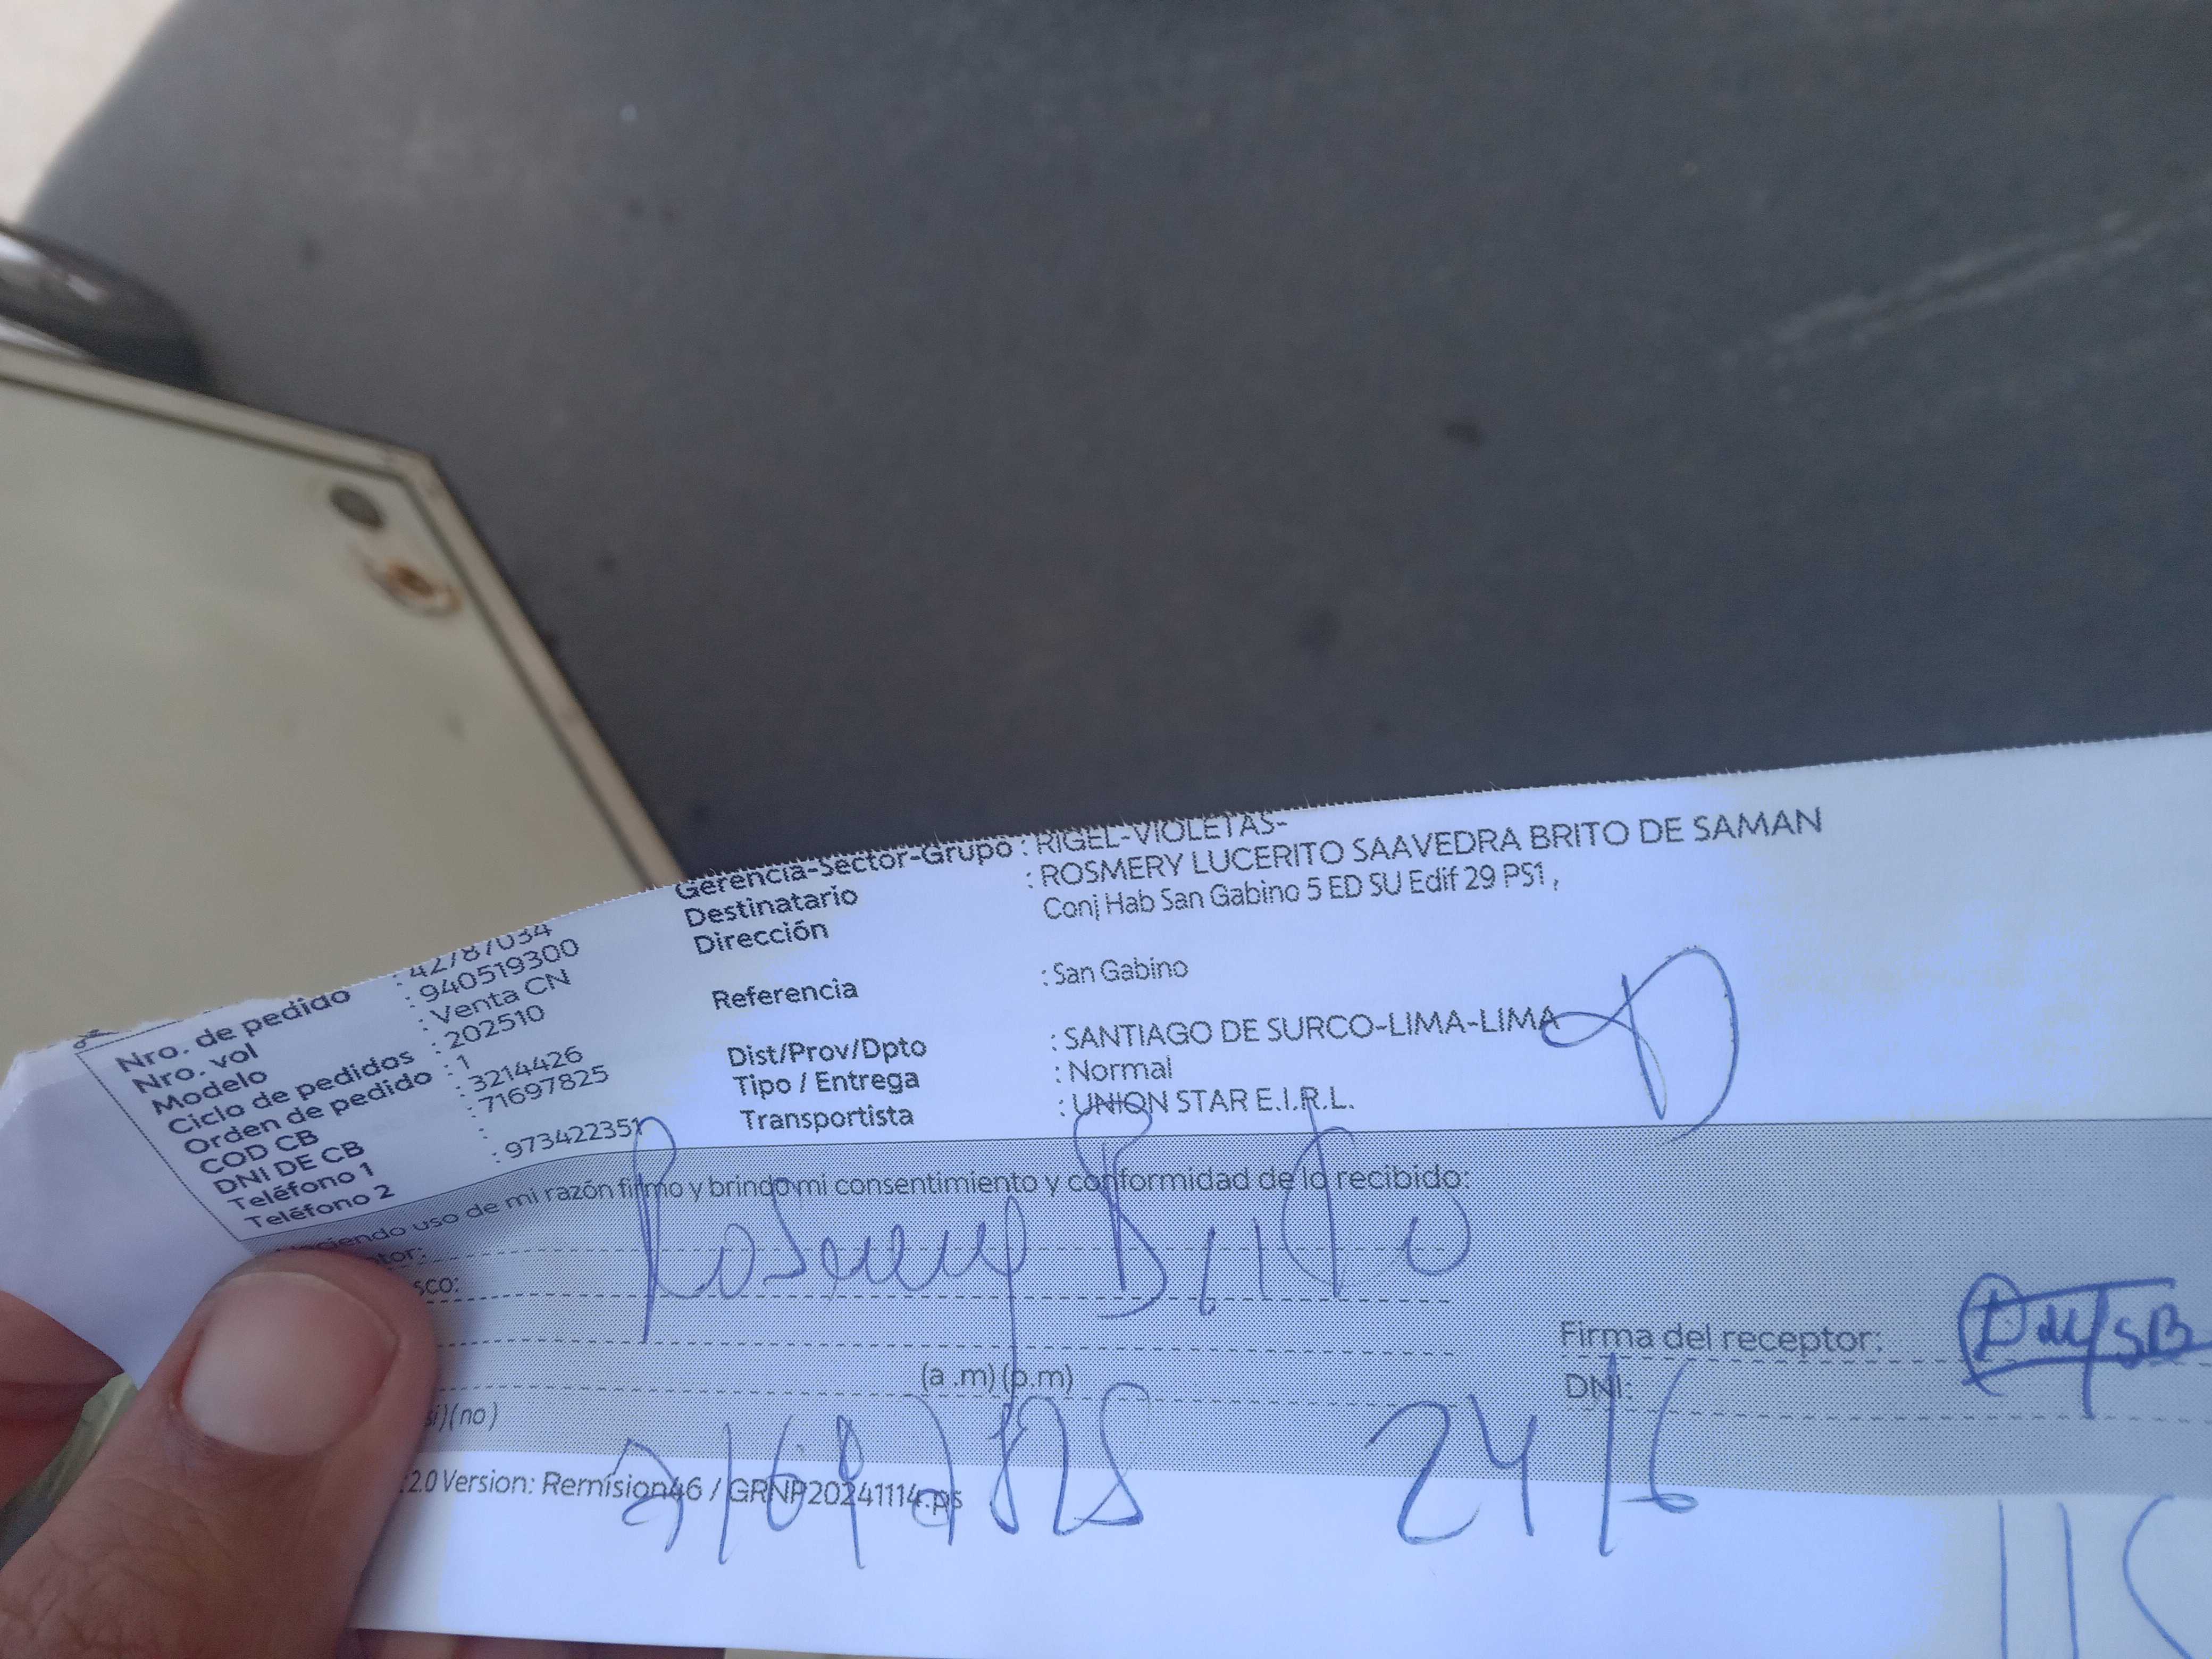 Nro. de pedido : 42787034
Nro. vol : 940519300
Modelo : Venta CN
Ciclo de pedidos : 202510
Orden de pedido : 1
COD CB : 3214426
DNI DE CB : 71697825
Teléfono 1 :
Teléfono 2 : 973422351
Gerencia-Sector-Grupo : RIGEL-VIOLETAS-
Destinatario : ROSMERY LUCERITO SAAVEDRA BRITO DE SAMAN
Dirección Conj Hab San Gabino 5 ED SU Edif 29 PS1 ,
Referencia : San Gabino
Dist/Prov/Dpto : SANTIAGO DE SURCO-LIMA-LIMA
Tipo / Entrega : Normal
Transportista : UNION STAR E.I.R.L.
uso de mi razón firmo y brindo mi consentimiento y conformidad de lo recibido:
Rosmery Brito
Firma del receptor:
(a .m) (p.m)
DNI:
(no)
24/6
2.0 Version: Remision46 / GRNP20241114.ps